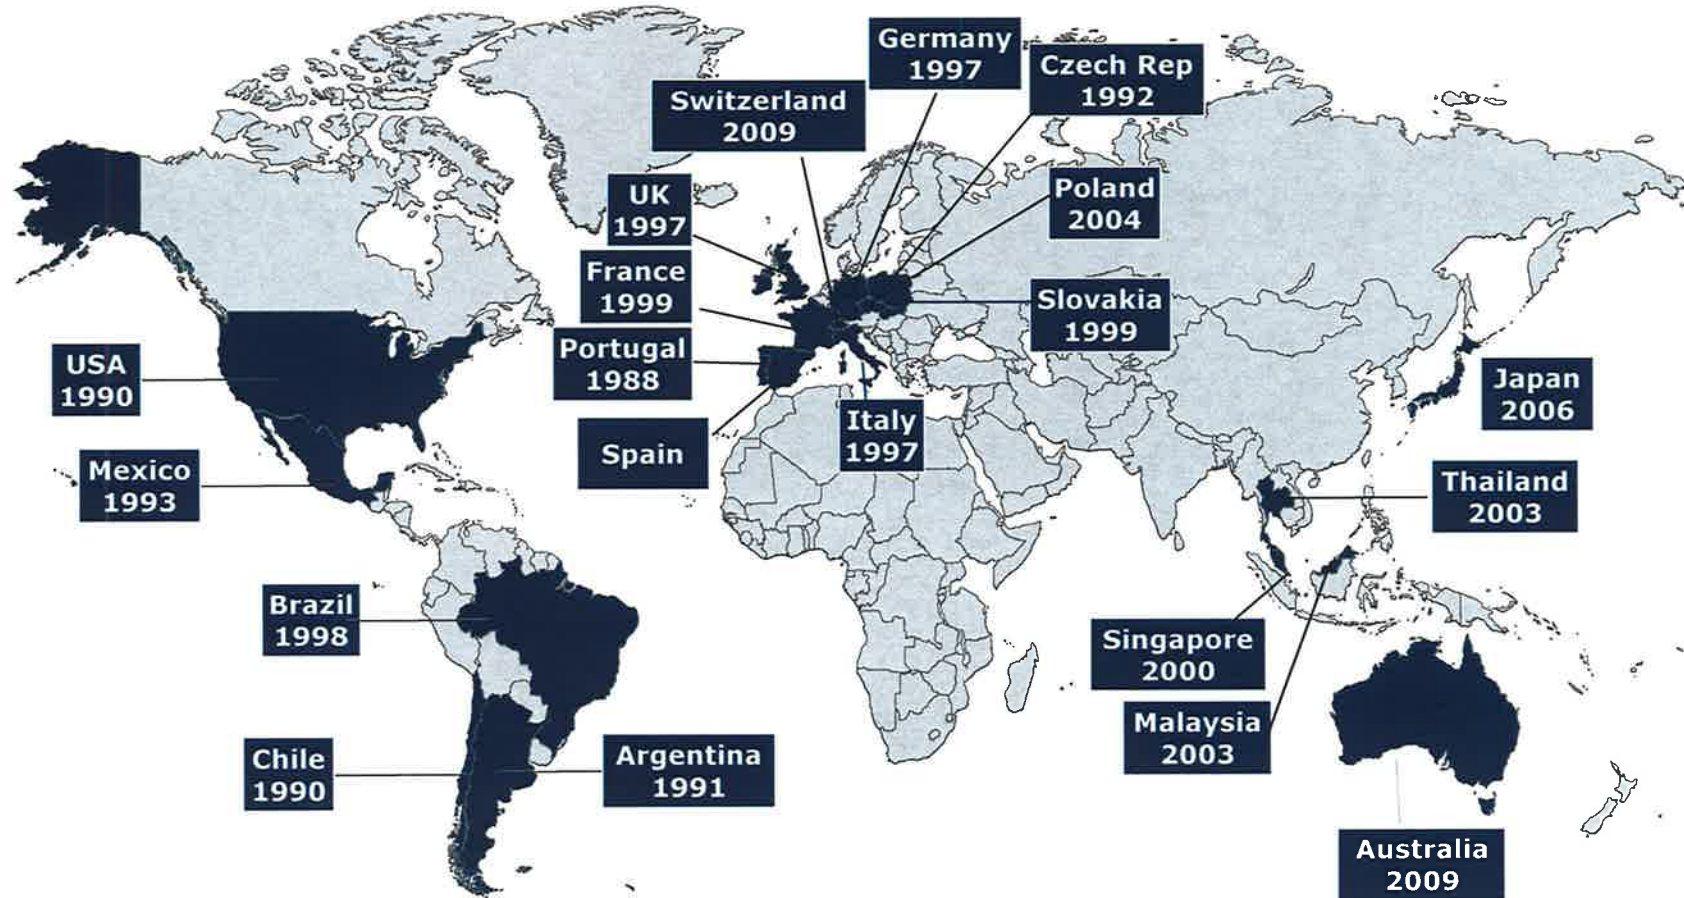 Germany
1997
Czech Rep
1992
Switzerland
2009
UK
1997
Poland
2004
France
1999
Slovakia
1999
Portugal
1988
USA
1990
Japan
2006
Spain
Italy
1997
Mexico
1993
Thailand
2003
Brazil
1998
Singapore
2000
Malaysia
2003
Chile
1990
Argentina
1991
Australia
2009